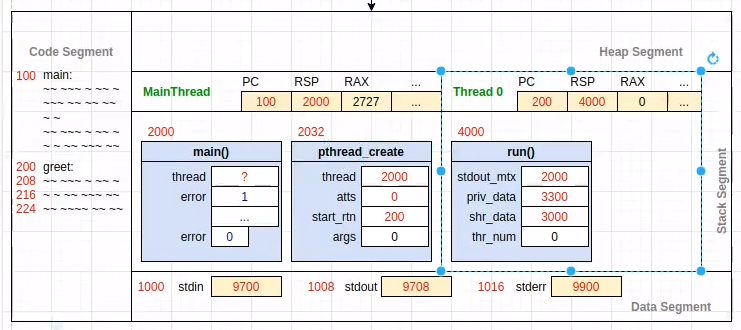 Code Segment
Heap Segment
100 main:
MainThread
PC RSP RAX ...
100 2000 2727 ...
Thread 0
PC RSP RAX ...
200 4000 0 ...
2000
main()
thread ?
error 1
...
error 0
2032
pthread_create
thread 2000
atts 0
start_rtn 200
args 0
4000
run()
stdout_mtx 2000
priv_data 3300
shr_data 3000
thr_num 0
200 greet:
208
216
224
Stack Segment
1000 stdin 9700 1008 stdout 9708 1016 stderr 9900
Data Segment